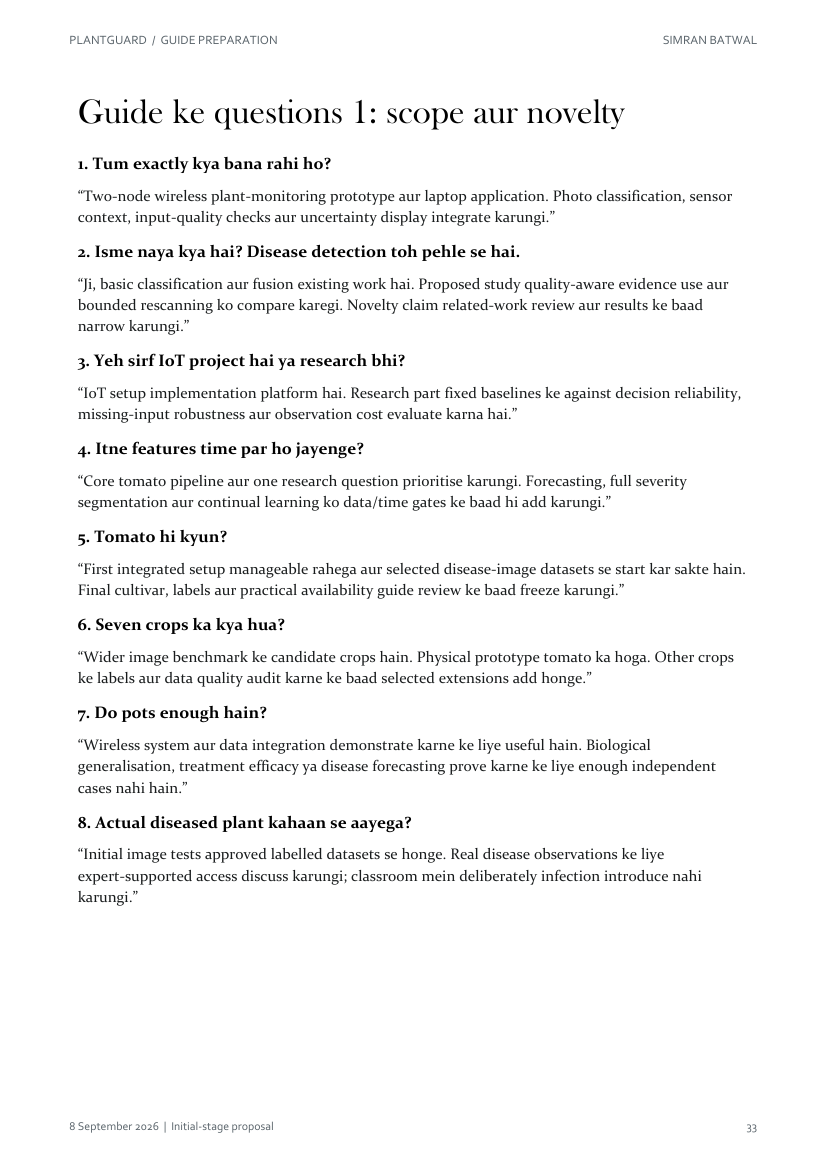 PLANTGUARD / GUIDE PREPARATION
SIMRAN BATWAL
Guide ke questions 1: scope aur novelty
1. Tum exactly kya bana rahi ho?
“Two-node wireless plant-monitoring prototype aur laptop application. Photo classification, sensor
context, input-quality checks aur uncertainty display integrate karungi.”
2. Isme naya kya hai? Disease detection toh pehle se hai.
“Ji, basic classification aur fusion existing work hai. Proposed study quality-aware evidence use aur
bounded rescanning ko compare karegi. Novelty claim related-work review aur results ke baad
narrow karungi.”
3. Yeh sirf IoT project hai ya research bhi?
“IoT setup implementation platform hai. Research part fixed baselines ke against decision reliability,
missing-input robustness aur observation cost evaluate karna hai.”
4. Itne features time par ho jayenge?
“Core tomato pipeline aur one research question prioritise karungi. Forecasting, full severity
segmentation aur continual learning ko data/time gates ke baad hi add karungi.”
5. Tomato hi kyun?
“First integrated setup manageable rahega aur selected disease-image datasets se start kar sakte hain.
Final cultivar, labels aur practical availability guide review ke baad freeze karungi.”
6. Seven crops ka kya hua?
“Wider image benchmark ke candidate crops hain. Physical prototype tomato ka hoga. Other crops
ke labels aur data quality audit karne ke baad selected extensions add honge.”
7. Do pots enough hain?
“Wireless system aur data integration demonstrate karne ke liye useful hain. Biological
generalisation, treatment efficacy ya disease forecasting prove karne ke liye enough independent
cases nahi hain.”
8. Actual diseased plant kahaan se aayega?
“Initial image tests approved labelled datasets se honge. Real disease observations ke liye
expert-supported access discuss karungi; classroom mein deliberately infection introduce nahi
karungi.”
8 September 2026 | Initial-stage proposal
33